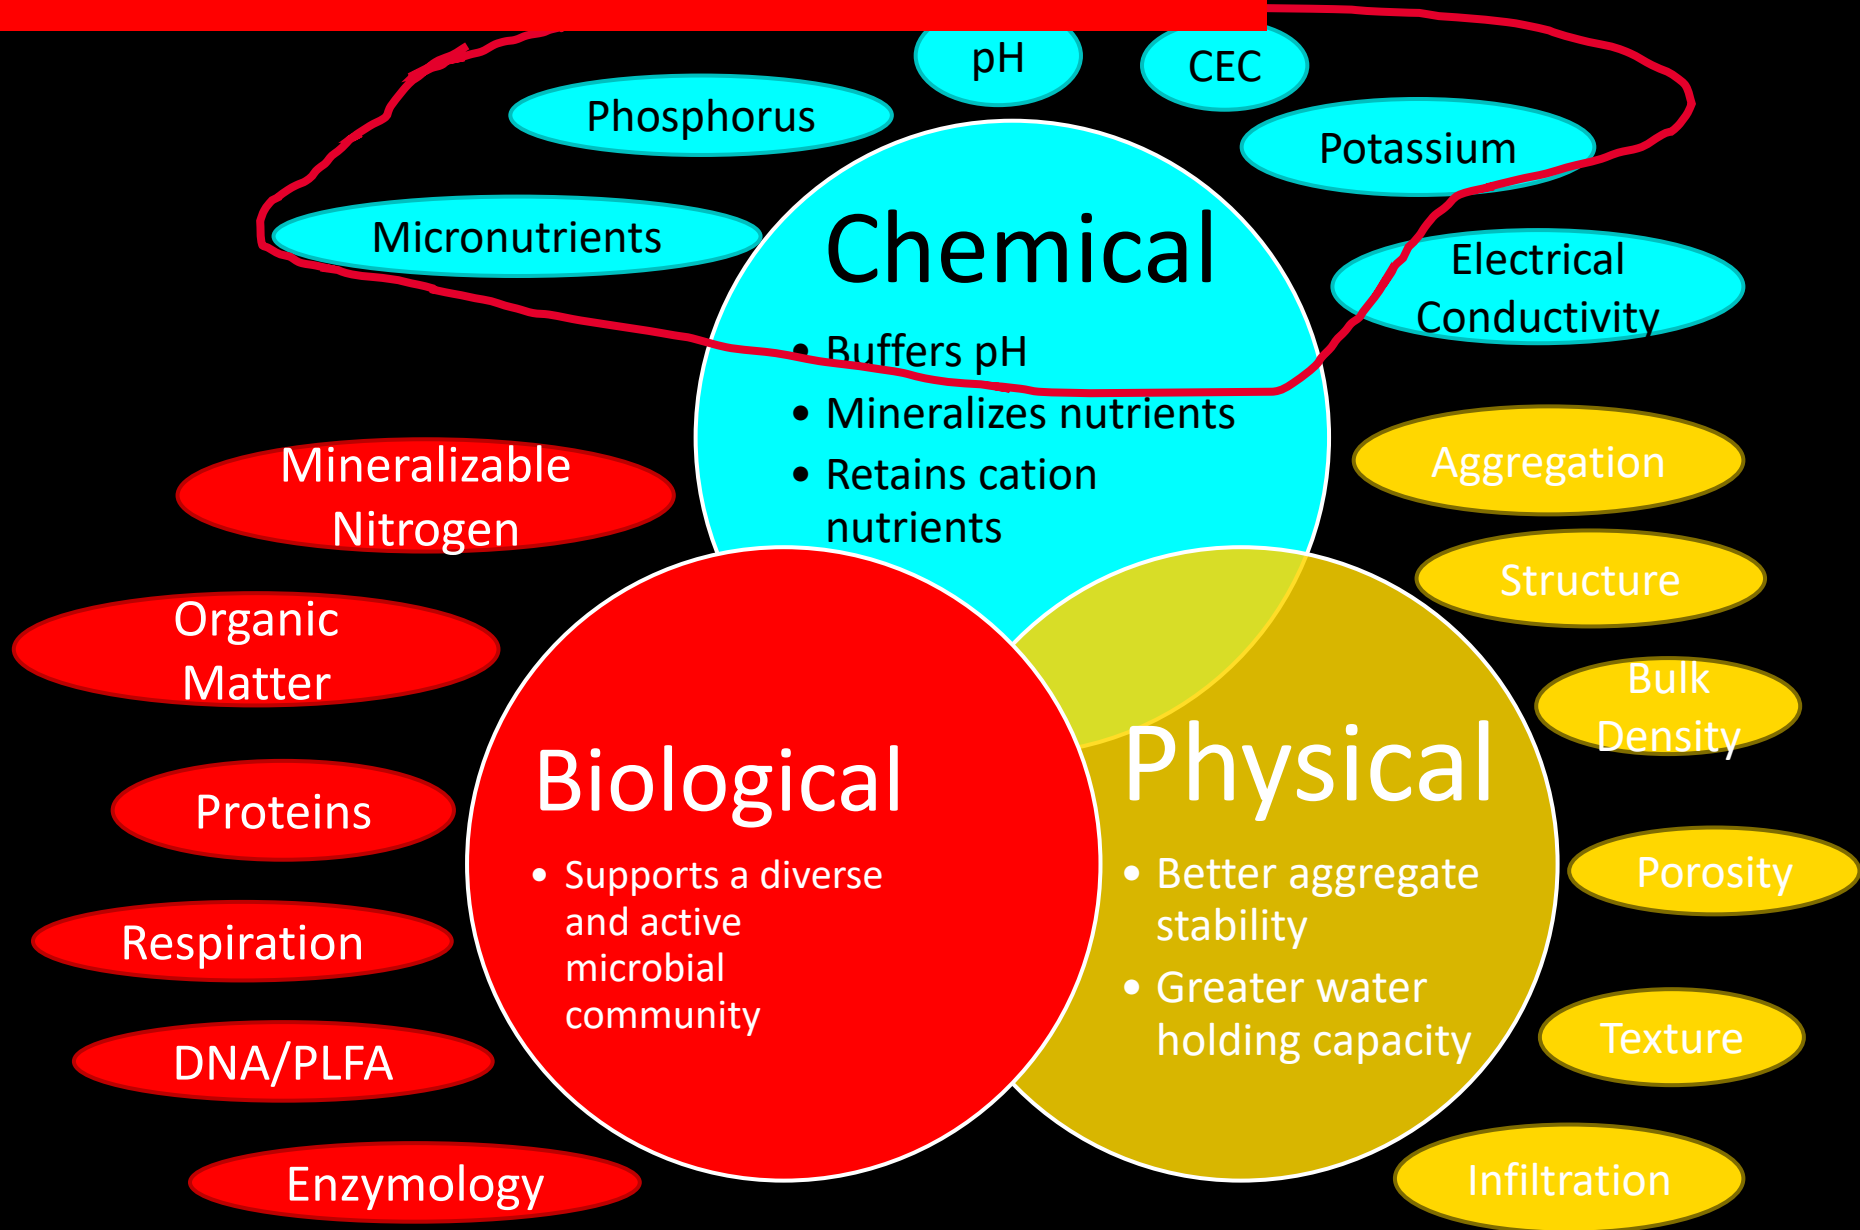 pH
CEC
Phosphorus
Potassium
Micronutrients
Chemical
Electrical
Conductivity
• Buffers pH
• Mineralizes nutrients
• Retains cation
nutrients
Mineralizable
Nitrogen
Organic
Matter
Proteins
Respiration
DNA/PLFA
Enzymology
Biological
• Supports a diverse
and active
microbial
community
Physical
• Better aggregate
stability
• Greater water
holding capacity
Aggregation
Structure
Bulk
Density
Porosity
Texture
Infiltration